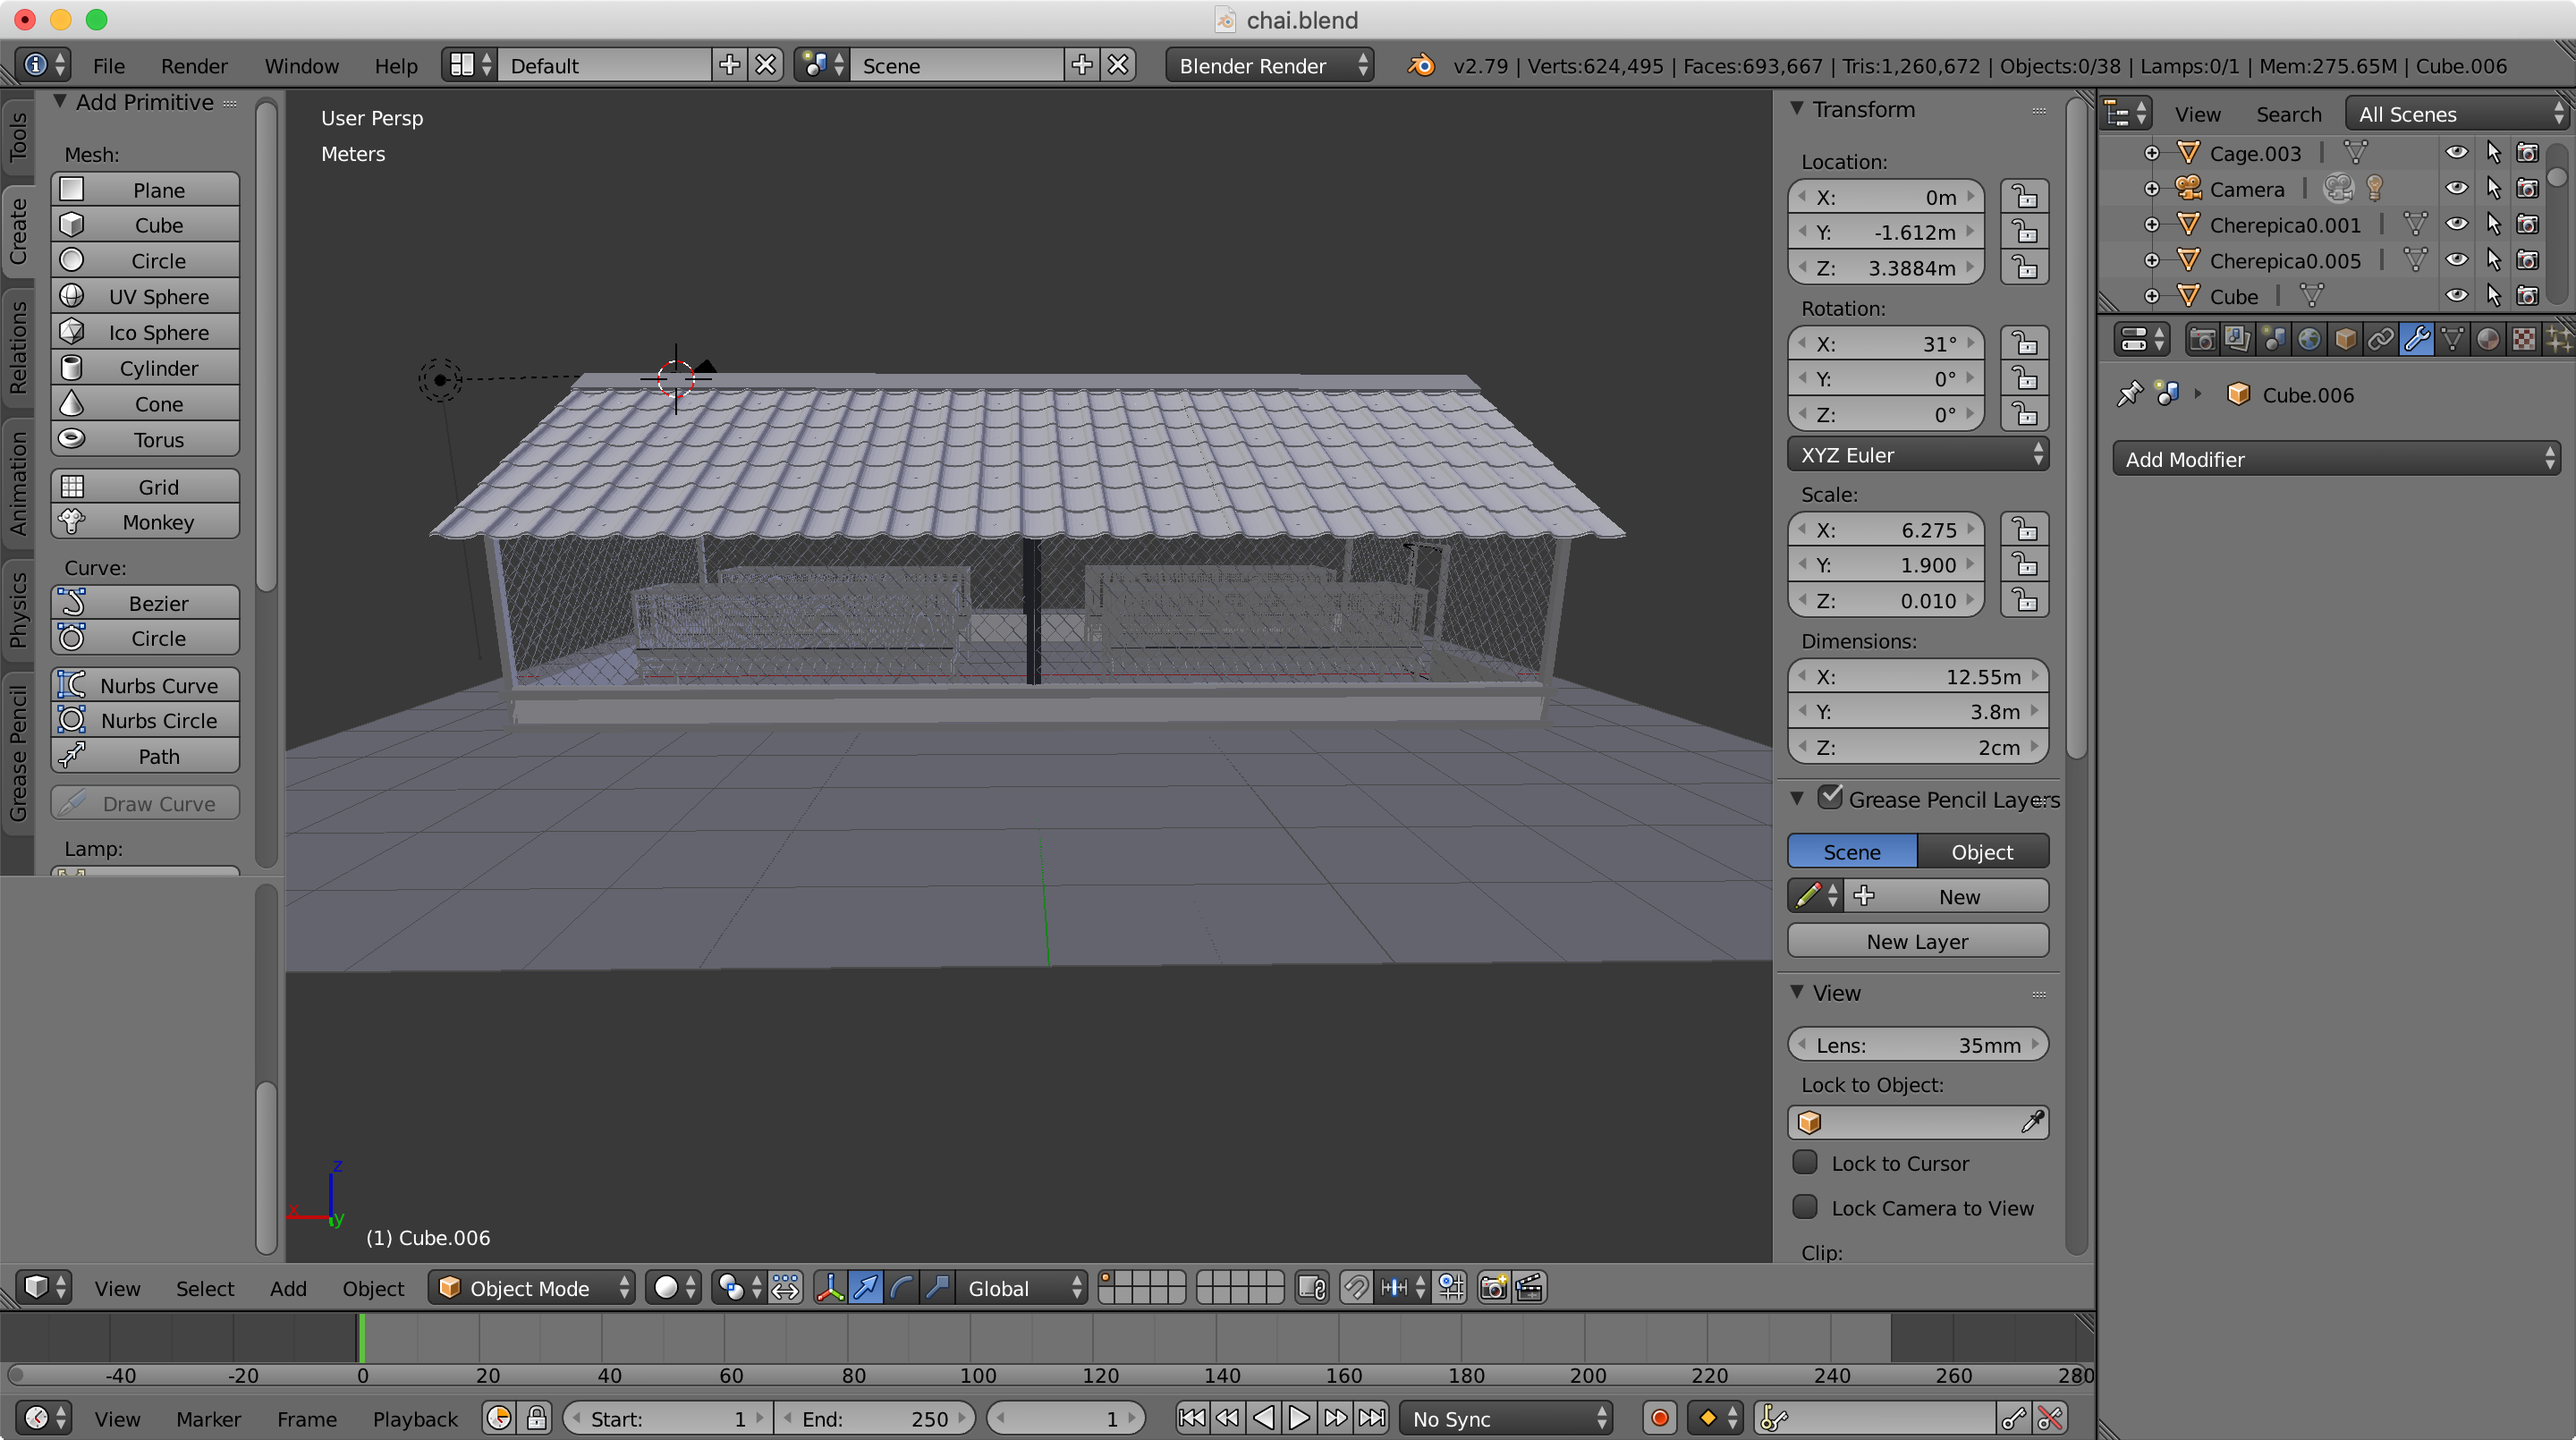 chai.blend
File Render Window Help Default Scene Blender Render v2.79 | Verts:624,495 | Faces:693,667 | Tris:1,260,672 | Objects:0/38 | Lamps:0/1 | Mem:275.65M | Cube.006
Tools
Create
Relations
Animation
Physics
Grease Pencil
Add Primitive
Mesh:
Plane
Cube
Circle
UV Sphere
Ico Sphere
Cylinder
Cone
Torus
Grid
Monkey
Curve:
Bezier
Circle
Nurbs Curve
Nurbs Circle
Path
Draw Curve
Lamp:
User Persp
Meters
z
x
y
(1) Cube.006
Transform
Location:
X: 0m
Y: -1.612m
Z: 3.3884m
Rotation:
X: 31°
Y: 0°
Z: 0°
XYZ Euler
Scale:
X: 6.275
Y: 1.900
Z: 0.010
Dimensions:
X: 12.55m
Y: 3.8m
Z: 2cm
Grease Pencil Layers
Scene Object
New
New Layer
View
Lens: 35mm
Lock to Object:
Lock to Cursor
Lock Camera to View
Clip:
View Search All Scenes
Cage.003
Camera
Cherepica0.001
Cherepica0.005
Cube
Cube.006
Add Modifier
View Select Add Object Object Mode Global
-40 -20 0 20 40 60 80 100 120 140 160 180 200 220 240 260 280
View Marker Frame Playback Start: 1 End: 250 1 No Sync